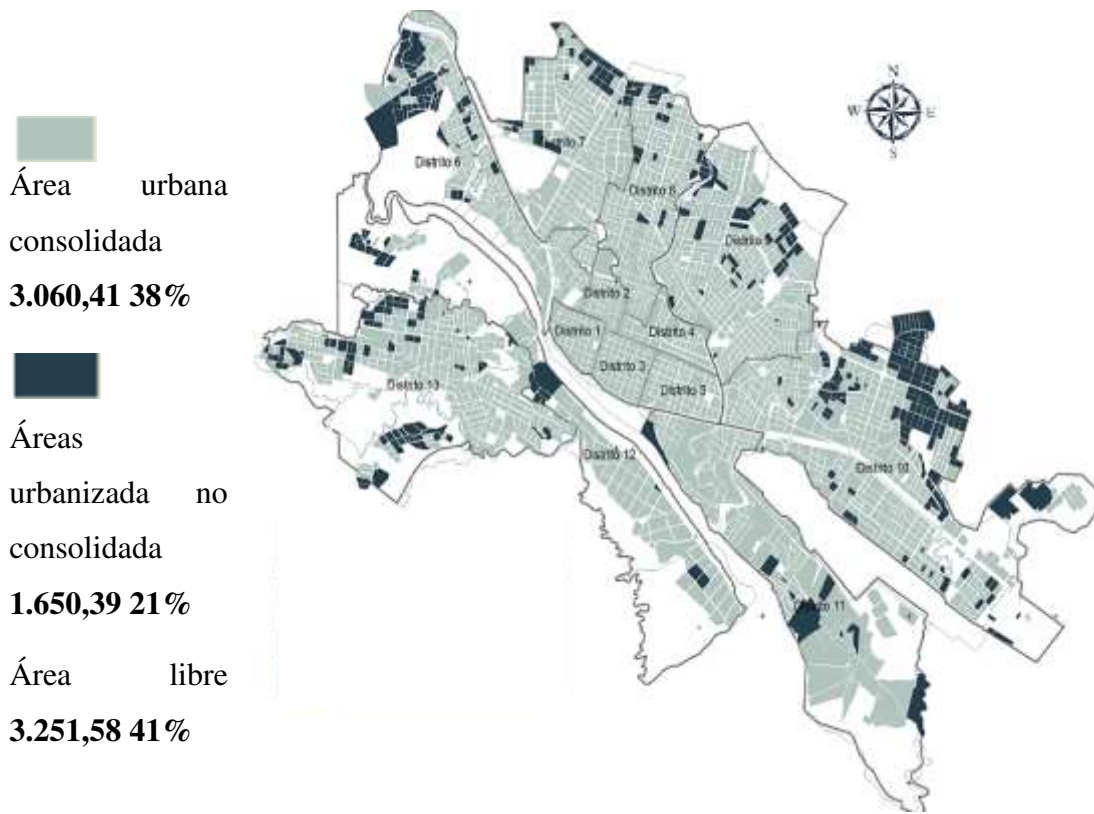 Área urbana
consolidada
3.060,41 38%
Áreas
urbanizada no
consolidada
1.650,39 21%
Área libre
3.251,58 41%
N
W E
S
Distrito 6
Distrito 7
Distrito 8
Distrito 9
Distrito 2
Distrito 1
Distrito 4
Distrito 3
Distrito 5
Distrito 13
Distrito 12
Distrito 10
Distrito 11